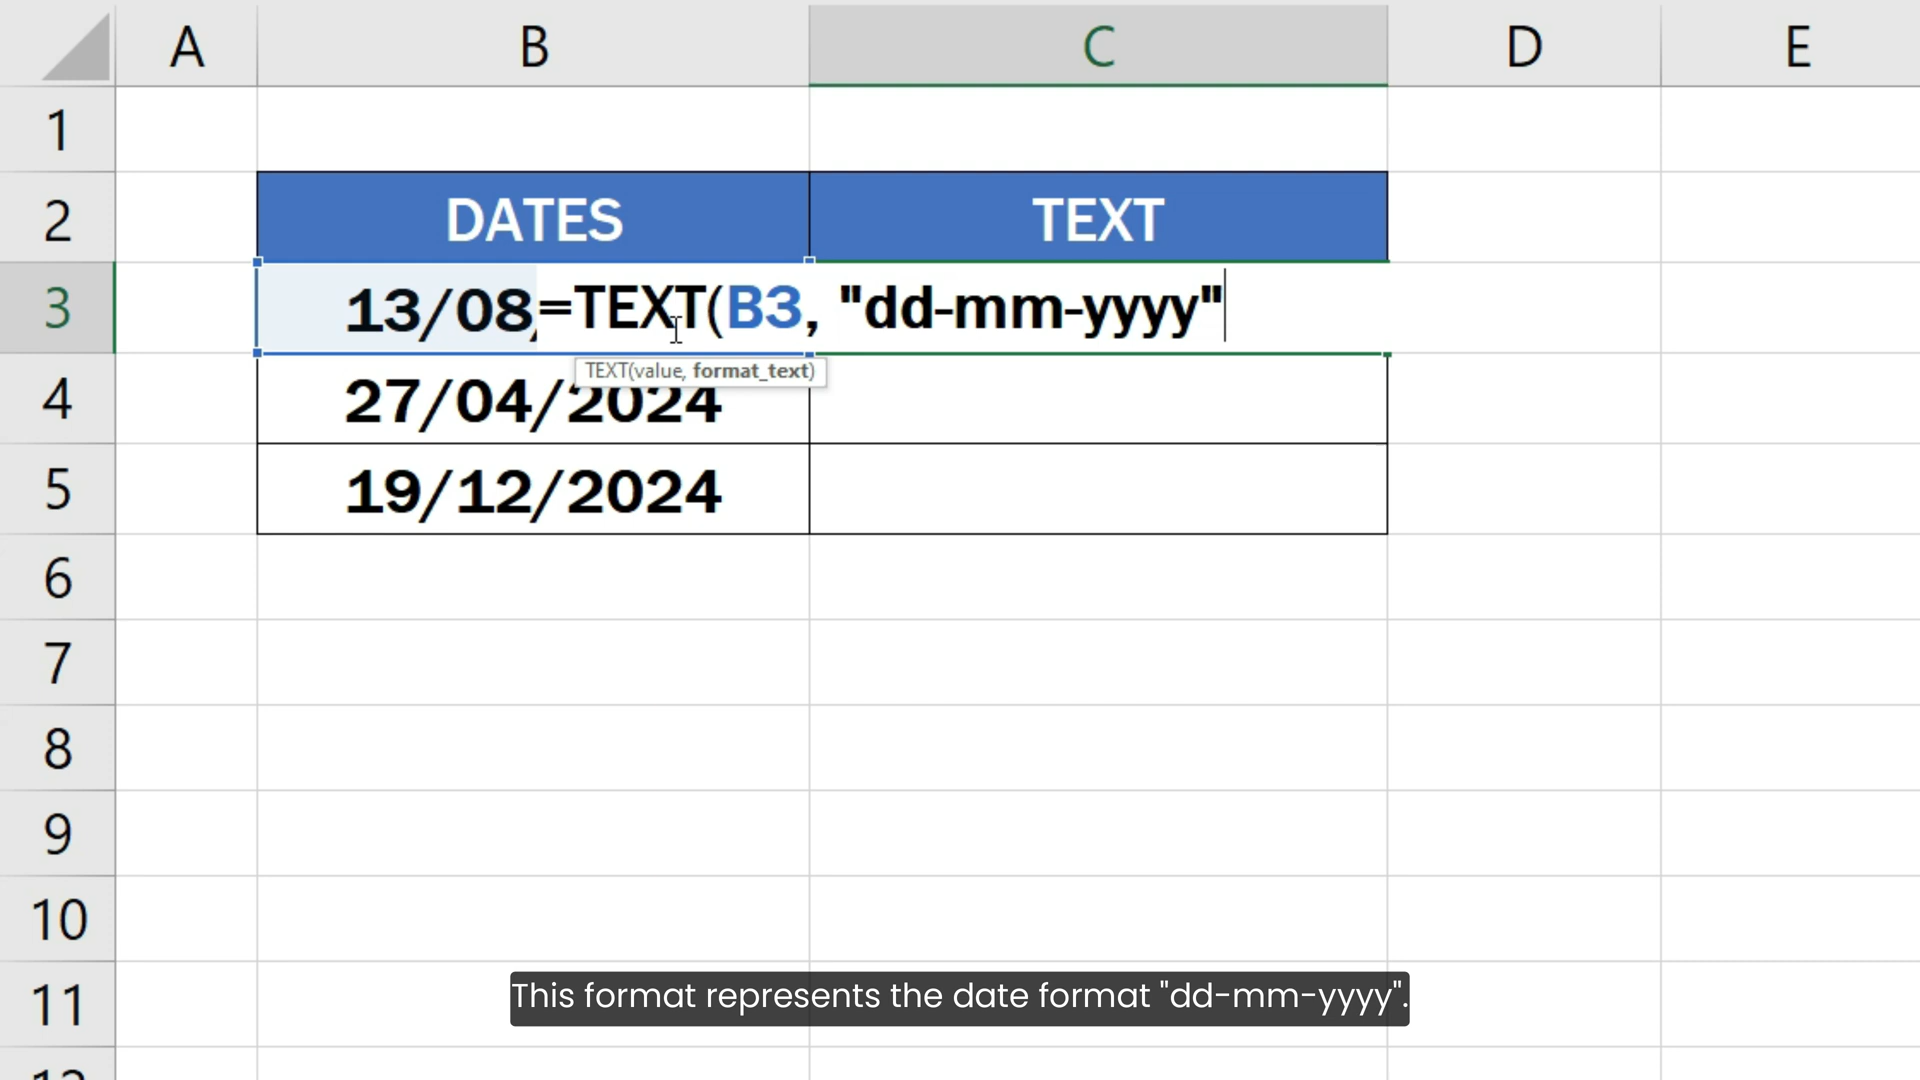 A B C D E
1
2 DATES TEXT
3 13/08 =TEXT(B3, "dd-mm-yyyy"
TEXT(value, format_text)
4 27/04/2024
5 19/12/2024
6
7
8
9
10
11
This format represents the date format "dd-mm-yyyy".